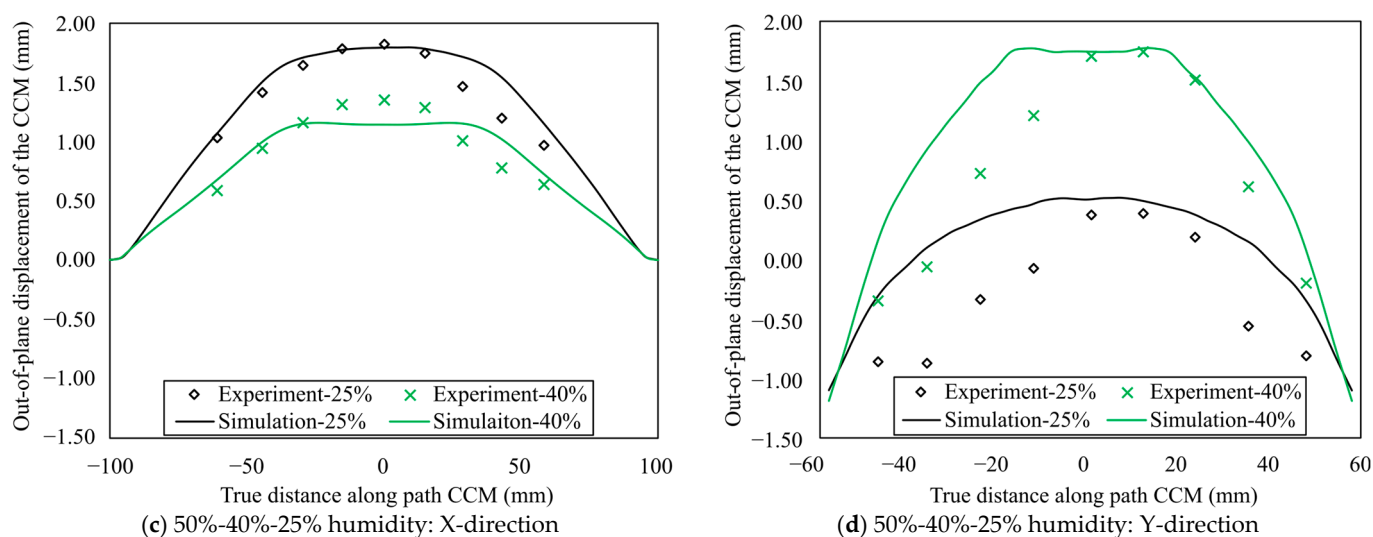 Out-of-plane displacement of the CCM (mm)
2.00
1.50
1.00
0.50
0.00
−0.50
−1.00
−1.50
Experiment-25%
Experiment-40%
Simulation-25%
Simulaiton-40%
−100
−50
0
50
100
True distance along path CCM (mm)
(c) 50%-40%-25% humidity: X-direction
Out-of-plane displacement of the CCM (mm)
2.00
1.50
1.00
0.50
0.00
−0.50
−1.00
−1.50
Experiment-25%
Experiment-40%
Simulation-25%
Simulation-40%
−60
−40
−20
0
20
40
60
True distance along path CCM (mm)
(d) 50%-40%-25% humidity: Y-direction